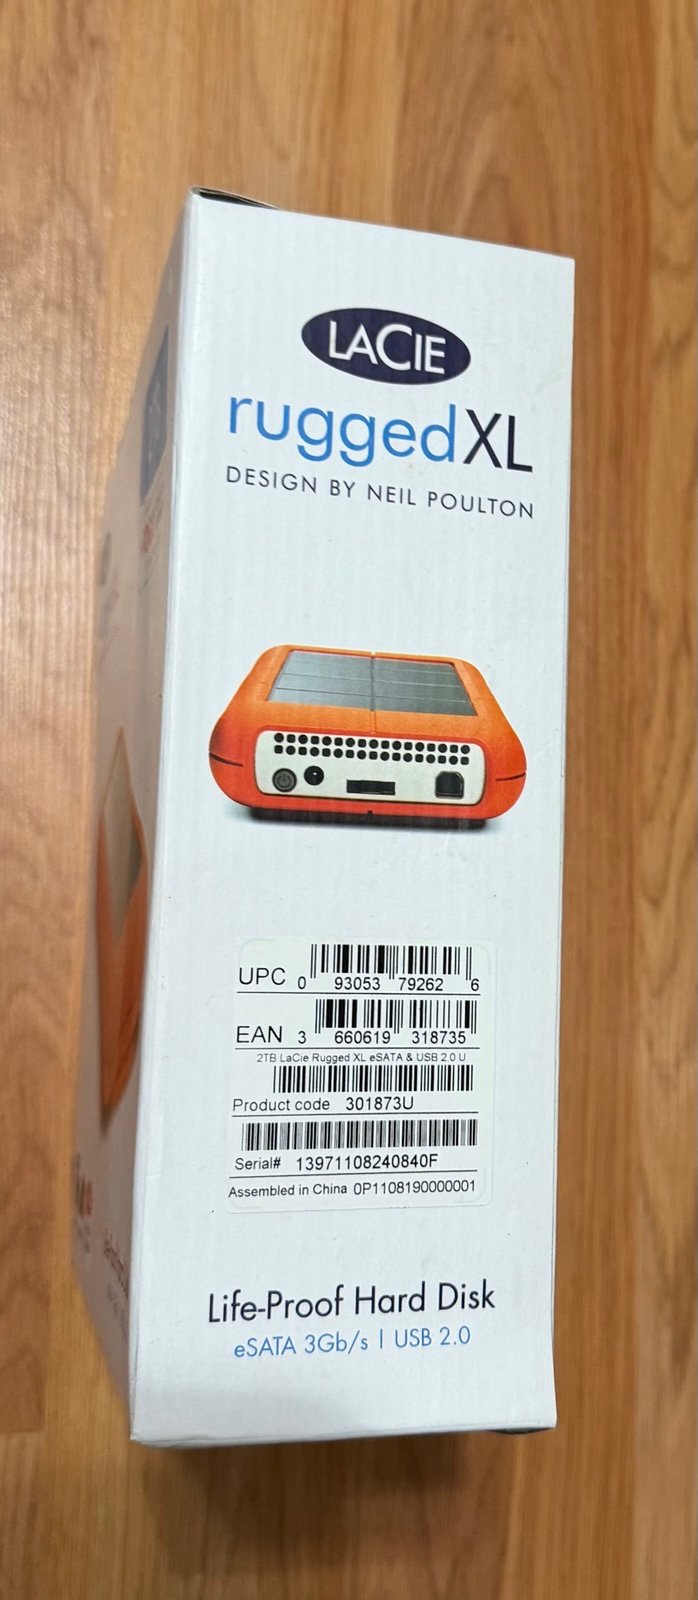 LACIE
ruggedXL
DESIGN BY NEIL POULTON
UPC 0 93053 79262 6
EAN 3 660619 318735
2TB LaCie Rugged XL eSATA & USB 2.0 U
Product code 301873U
Serial# 13971108240840F
Assembled in China 0P1108190000001
Life-Proof Hard Disk
eSATA 3Gb/s | USB 2.0